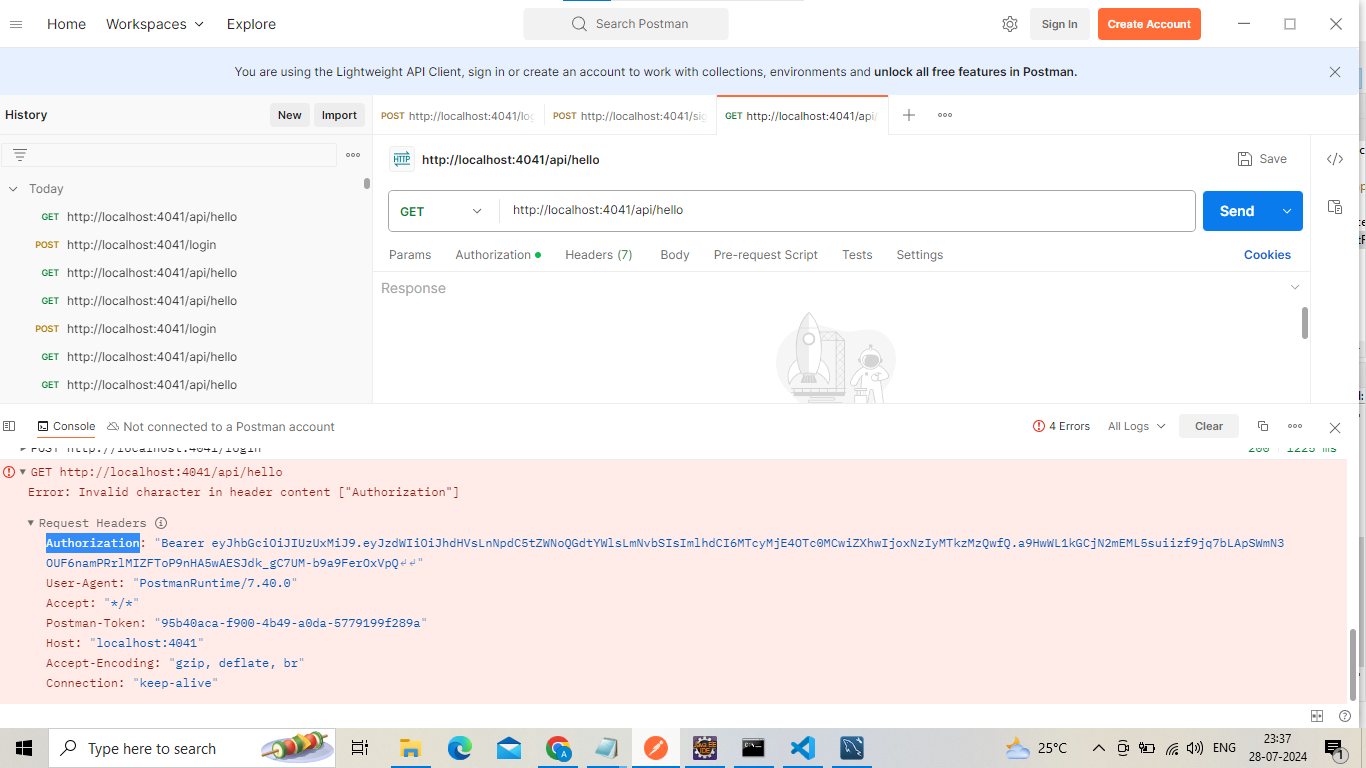 Home Workspaces Explore Search Postman Sign In Create Account
You are using the Lightweight API Client, sign in or create an account to work with collections, environments and unlock all free features in Postman.
History New Import
POST http://localhost:4041/log POST http://localhost:4041/sig GET http://localhost:4041/api/
HTTP http://localhost:4041/api/hello Save
Today
GET http://localhost:4041/api/hello
POST http://localhost:4041/login
GET http://localhost:4041/api/hello
GET http://localhost:4041/api/hello
POST http://localhost:4041/login
GET http://localhost:4041/api/hello
GET http://localhost:4041/api/hello
GET http://localhost:4041/api/hello Send
Params Authorization Headers (7) Body Pre-request Script Tests Settings Cookies
Response
Console Not connected to a Postman account 4 Errors All Logs Clear
POST http://localhost:4041/login 200 1225 ms
GET http://localhost:4041/api/hello
Error: Invalid character in header content ["Authorization"]
Request Headers
Authorization: "Bearer eyJhbGciOiJIUzUxMiJ9.eyJzdWIiOiJhdHVsLnNpdC5tZWNoQGdtYWlsLmNvbSIsImlhdCI6MTcyMjE4OTc0MCwiZXhwIjoxNzIyMTkzMzQwfQ.a9HwWL1kGCjN2mEML5suiizf9jq7bLApSWmN3
OUF6namPRrlMIZFToP9nHA5wAESJdk_gC7UM-b9a9FerOxVpQ↵↵"
User-Agent: "PostmanRuntime/7.40.0"
Accept: "*/*"
Postman-Token: "95b40aca-f900-4b49-a0da-5779199f289a"
Host: "localhost:4041"
Accept-Encoding: "gzip, deflate, br"
Connection: "keep-alive"
Type here to search 25°C ENG 23:37
28-07-2024 1